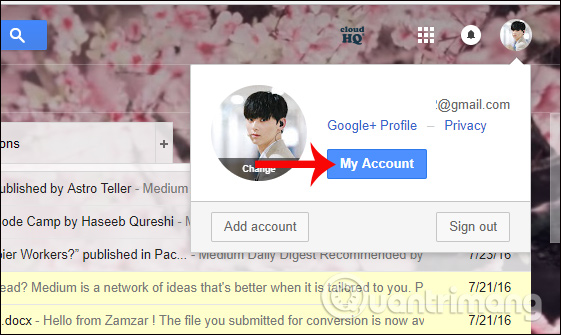 cloud
HQ
@gmail.com
Google+ Profile – Privacy
My Account
Change
Add account
Sign out
ons +
published by Astro Teller - Medium
ode Camp by Haseeb Qureshi - Me
pier Workers?” published in Pac... - Medium Daily Digest Recommended by 7/23/16
ead? Medium is a network of ideas that's better when it is tailored to you. P 7/21/16
.docx - Hello from Zamzar ! The file you submitted for conversion is now av 7/21/16
Quantrimang